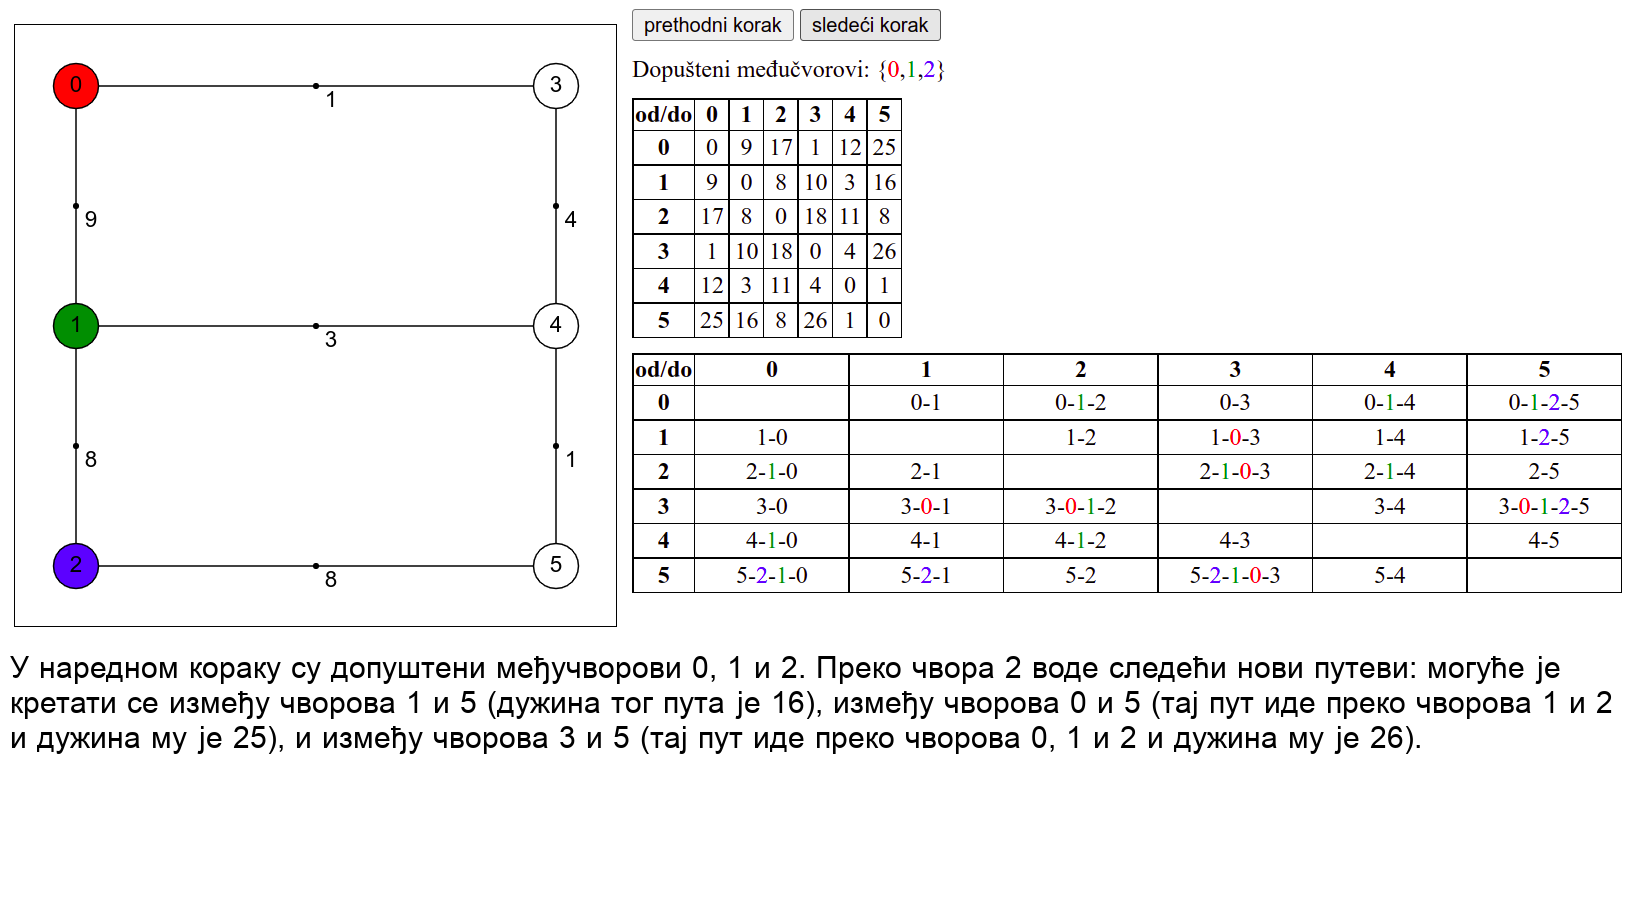 prethodni korak sledeći korak
Dopušteni međučvorovi: {0,1,2}
0 1 3
9 4
1 3 4
8 1
2 8 5
od/do 0 1 2 3 4 5
0 0 9 17 1 12 25
1 9 0 8 10 3 16
2 17 8 0 18 11 8
3 1 10 18 0 4 26
4 12 3 11 4 0 1
5 25 16 8 26 1 0
od/do 0 1 2 3 4 5
0 0-1 0-1-2 0-3 0-1-4 0-1-2-5
1 1-0 1-2 1-0-3 1-4 1-2-5
2 2-1-0 2-1 2-1-0-3 2-1-4 2-5
3 3-0 3-0-1 3-0-1-2 3-4 3-0-1-2-5
4 4-1-0 4-1 4-1-2 4-3 4-5
5 5-2-1-0 5-2-1 5-2 5-2-1-0-3 5-4
У наредном кораку су допуштени међучворови 0, 1 и 2. Преко чвора 2 воде следећи нови путеви: могуће је
кретати се између чворова 1 и 5 (дужина тог пута је 16), између чворова 0 и 5 (тај пут иде преко чворова 1 и 2
и дужина му је 25), и између чворова 3 и 5 (тај пут иде преко чворова 0, 1 и 2 и дужина му је 26).